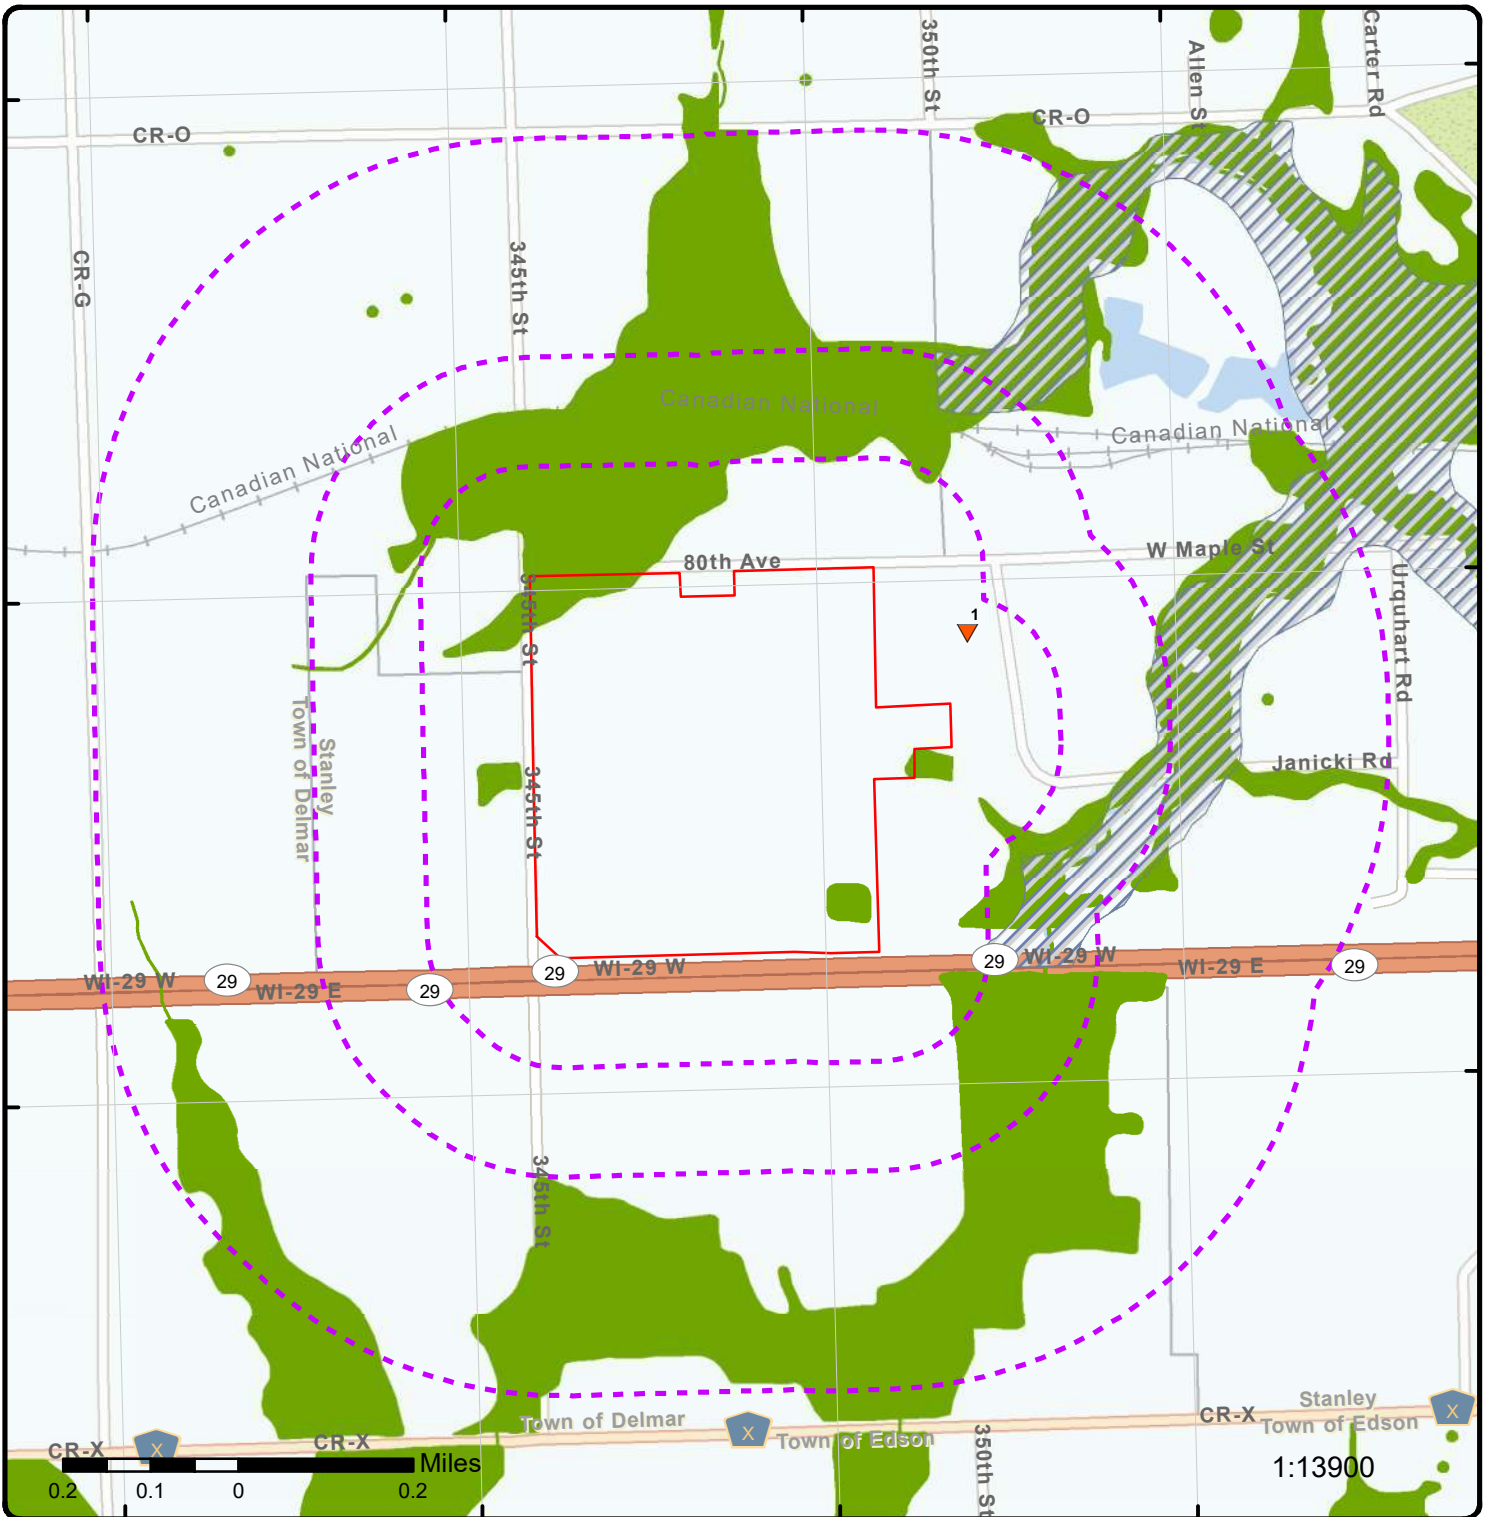 350th St
Allen St
Carter Rd
CR-O
CR-O
CR-G
345th St
Canadian National
Canadian National
Canadian National
80th Ave
W Maple St
345th St
1
Urquhart Rd
Stanley
Town of Delmar
345th St
Janicki Rd
WI-29 W
29
WI-29 E
29
29
WI-29 W
29
WI-29 W
WI-29 E
29
345th St
Town of Delmar
Town of Edson
X
CR-X
Stanley
Town of Edson
X
CR-X
X
CR-X
350th St
Miles
0.2
0.1
0
0.2
1:13900